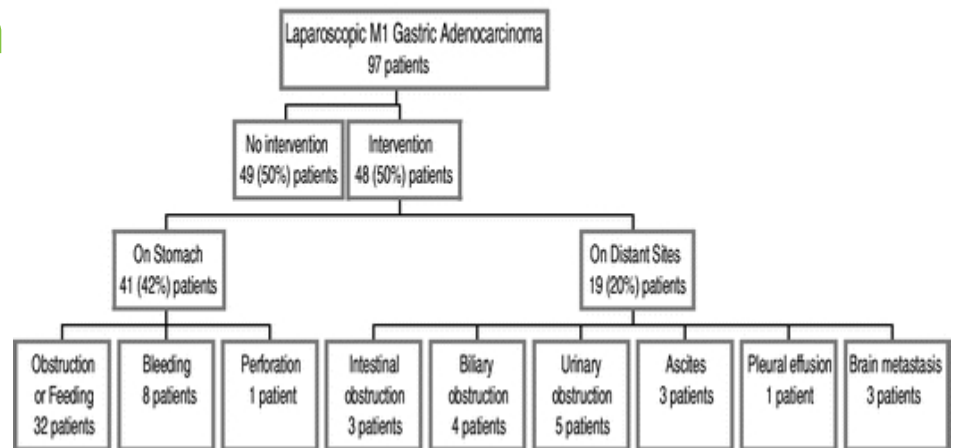 Laparoscopic M1 Gastric Adenocarcinoma
97 patients
No intervention
49 (50%) patients
Intervention
48 (50%) patients
On Stomach
41 (42%) patients
On Distant Sites
19 (20%) patients
Obstruction
or Feeding
32 patients
Bleeding
8 patients
Perforation
1 patient
Intestinal
obstruction
3 patients
Biliary
obstruction
4 patients
Urinary
obstruction
5 patients
Ascites
3 patients
Pleural effusion
1 patient
Brain metastasis
3 patients